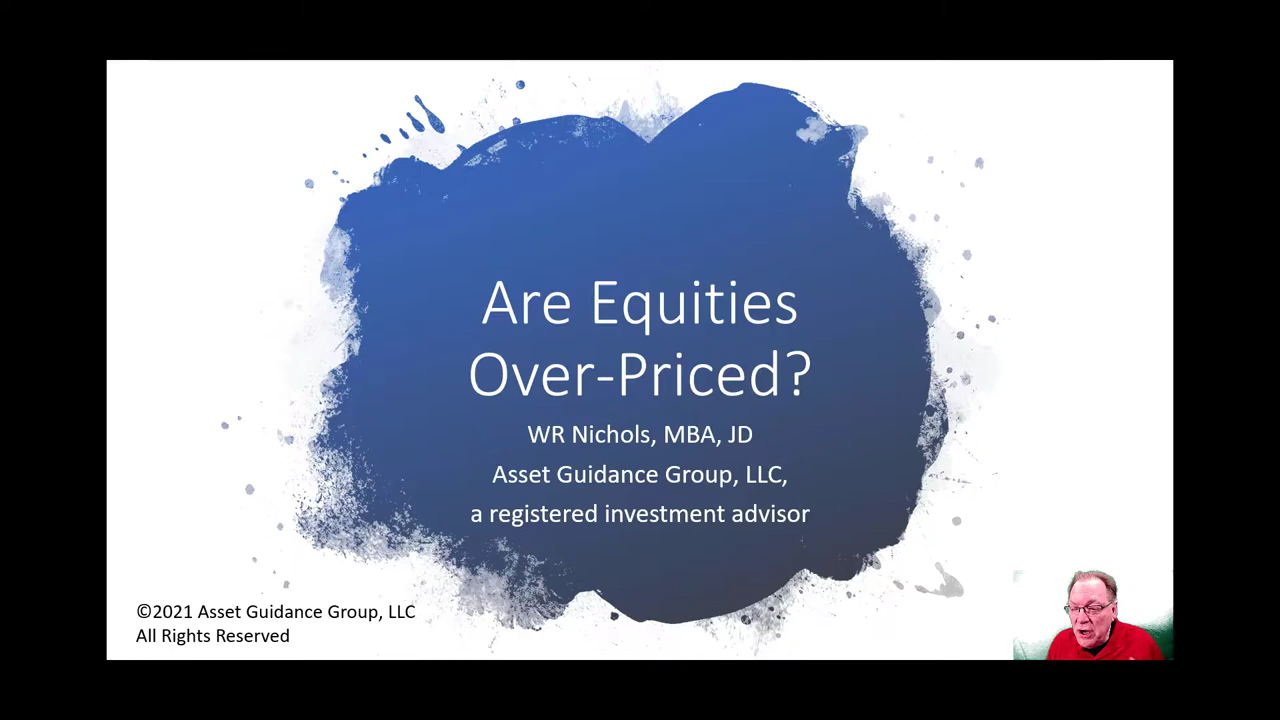 Are Equities
Over-Priced?
WR Nichols, MBA, JD
Asset Guidance Group, LLC,
a registered investment advisor
©2021 Asset Guidance Group, LLC
All Rights Reserved